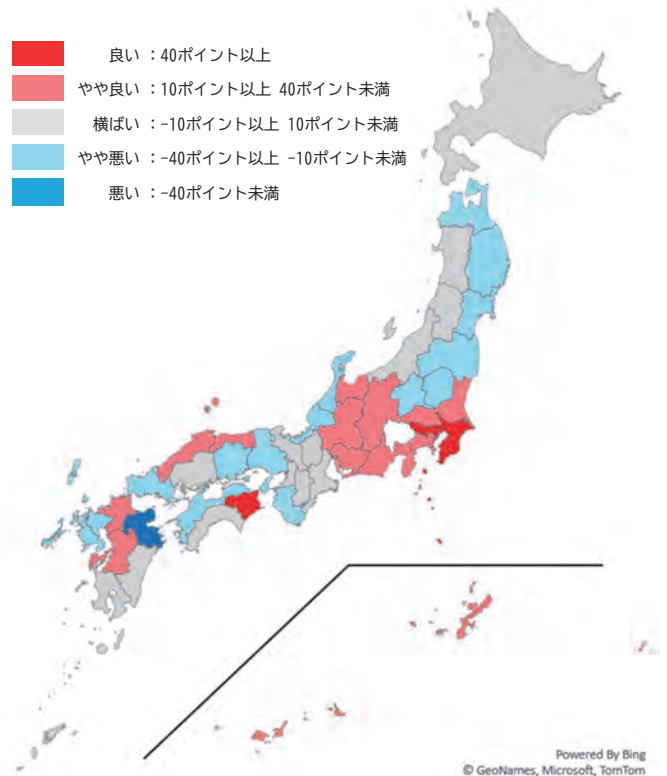 良い ：40ポイント以上
やや良い ：10ポイント以上 40ポイント未満
横ばい ：-10ポイント以上 10ポイント未満
やや悪い ：-40ポイント以上 -10ポイント未満
悪い ：-40ポイント未満
Powered By Bing
© GeoNames, Microsoft, TomTom